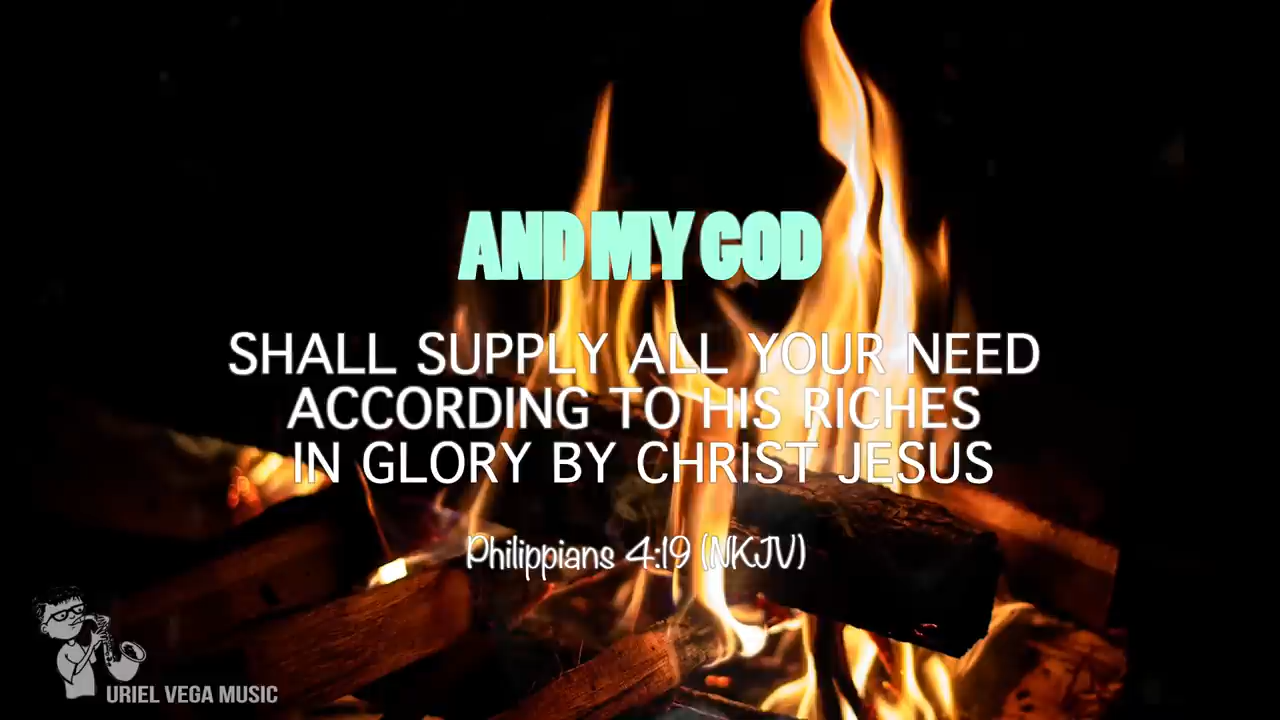 AND MY GOD
SHALL SUPPLY ALL YOUR NEED
ACCORDING TO HIS RICHES
IN GLORY BY CHRIST JESUS
Philippians 4:19 (NKJV)
URIEL VEGA MUSIC